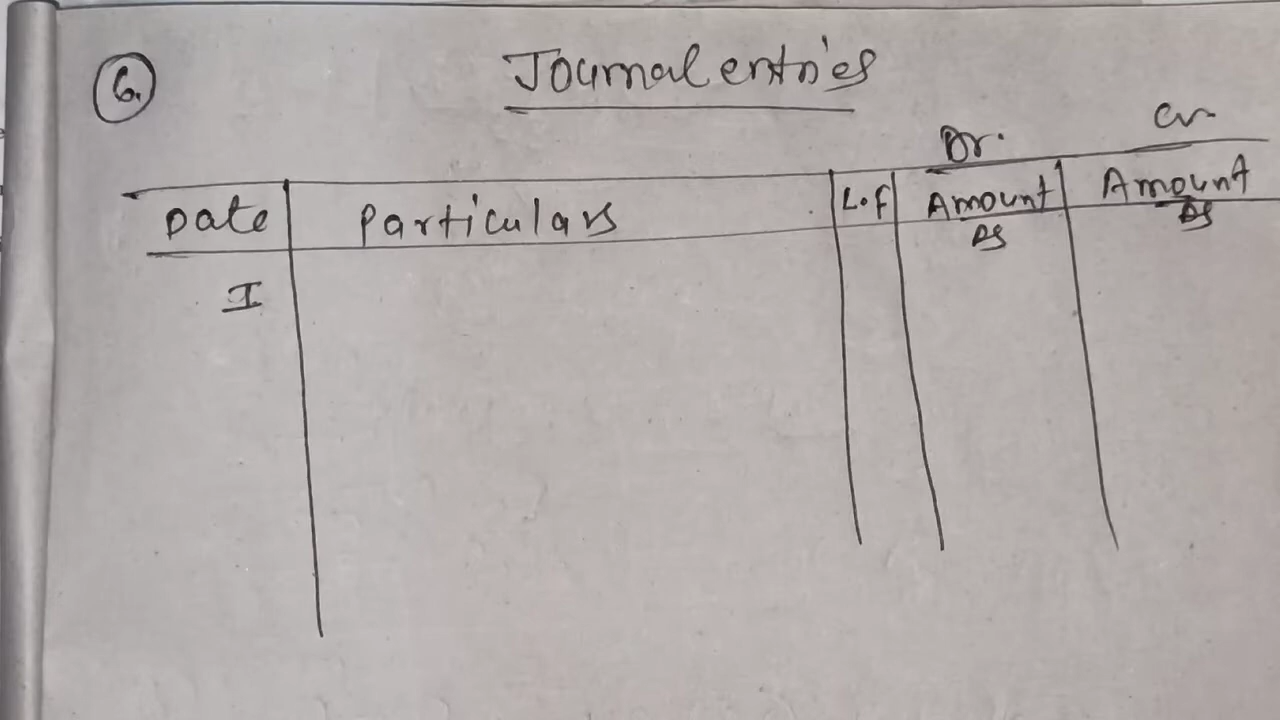 6.
Journal entries
Dr. Cr.
Date Particulars L.F Amount Amount
Rs Rs
I